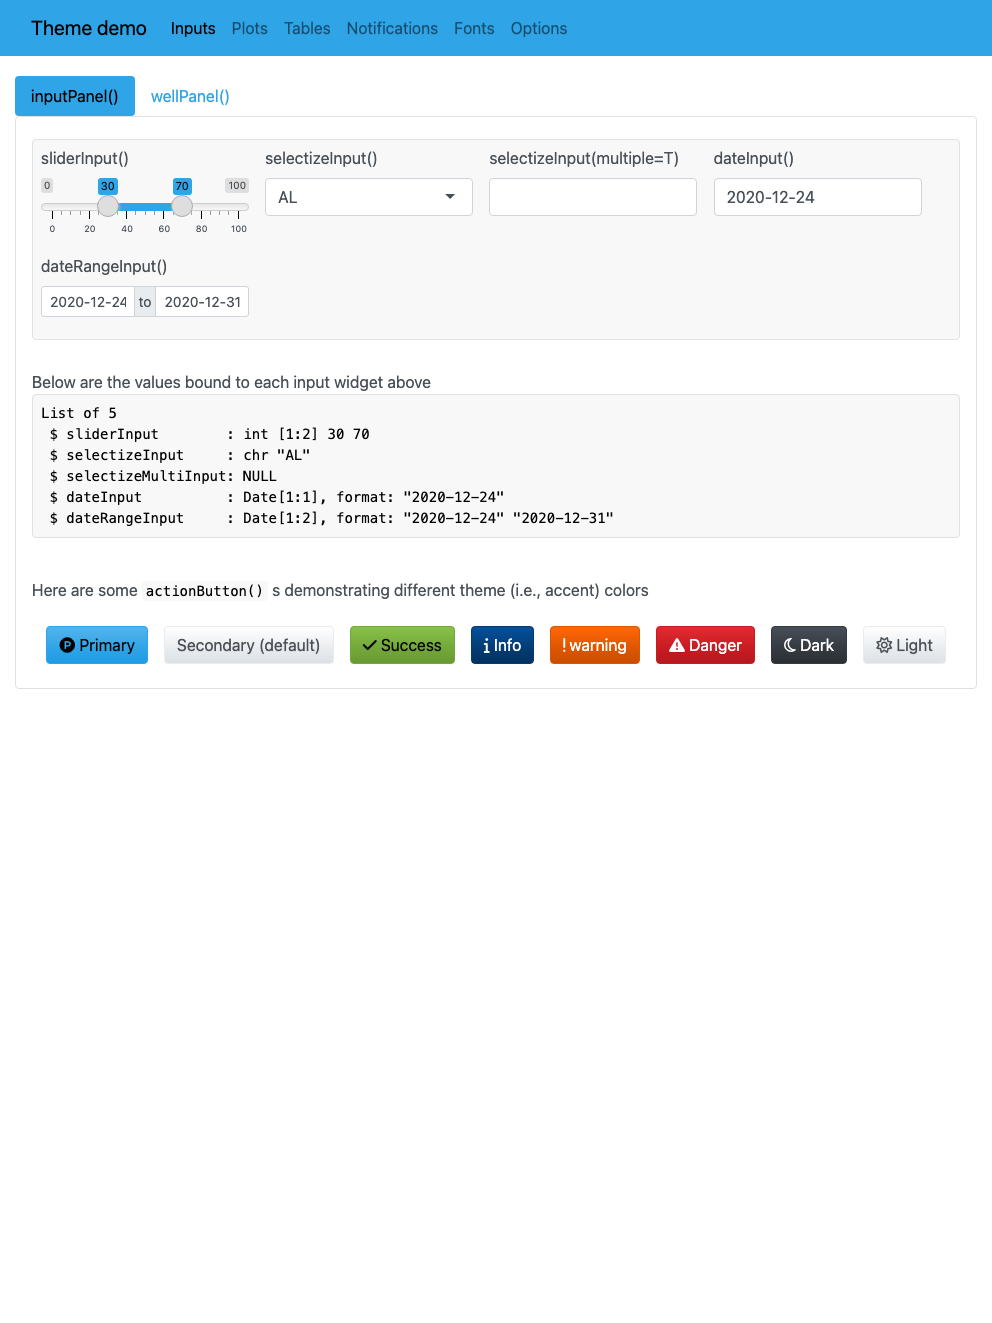 Theme demo Inputs Plots Tables Notifications Fonts Options
inputPanel() wellPanel()
sliderInput() selectizeInput() selectizeInput(multiple=T) dateInput()
0 30 70 100
AL 2020-12-24
0 20 40 60 80 100
dateRangeInput()
2020-12-24 to 2020-12-31
Below are the values bound to each input widget above
List of 5
$ sliderInput : int [1:2] 30 70
$ selectizeInput : chr "AL"
$ selectizeMultiInput: NULL
$ dateInput : Date[1:1], format: "2020-12-24"
$ dateRangeInput : Date[1:2], format: "2020-12-24" "2020-12-31"
Here are some actionButton() s demonstrating different theme (i.e., accent) colors
Primary Secondary (default) Success Info warning Danger Dark Light